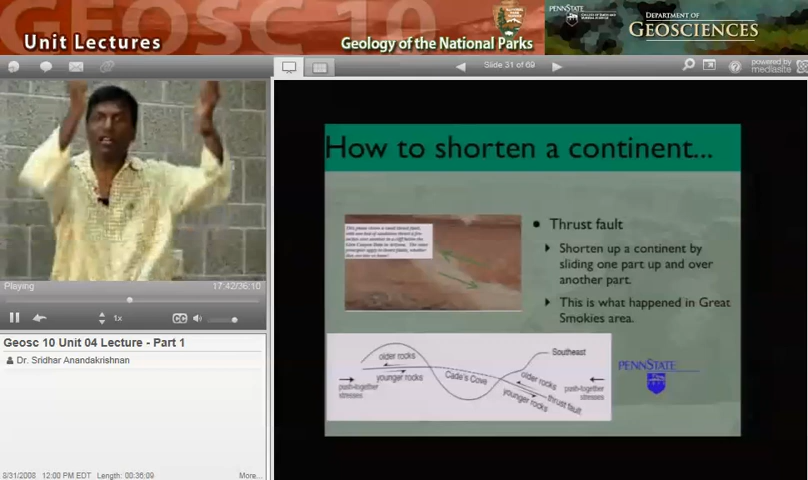 GEOSC 10
Unit Lectures
Geology of the National Parks
PENNSTATE
DEPARTMENT OF
GEOSCIENCES
Slide 31 of 69
powered by
mediasite
How to shorten a continent...
Thrust fault
Shorten up a continent by
sliding one part up and over
another part.
This is what happened in Great
Smokies area.
older rocks
younger rocks
push-together
stresses
Cade's Cove
Southeast
older rocks
younger rocks
thrust fault
push-together
stresses
PENNSTATE
Playing
17:42/36:10
1x
CC
Geosc 10 Unit 04 Lecture - Part 1
Dr. Sridhar Anandakrishnan
8/31/2008
12:00 PM EDT
Length: 00:36:09
More...